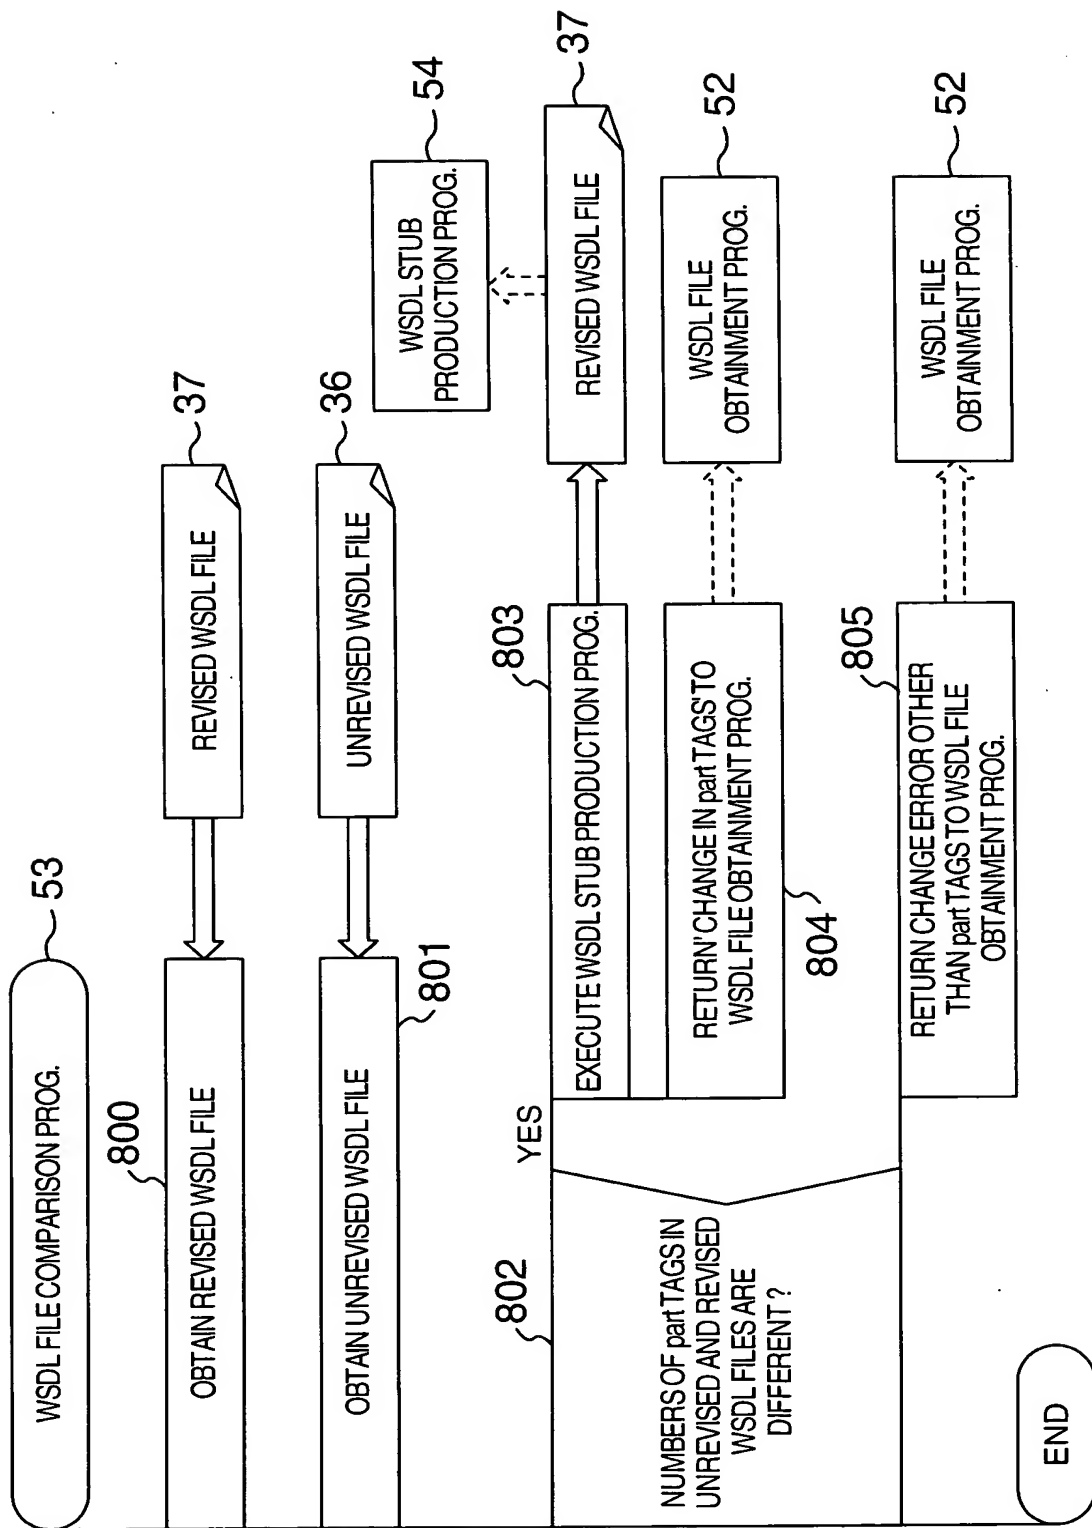 WSDL FILE COMPARISON PROG.
53
800
OBTAIN REVISED WSDL FILE
REVISED WSDL FILE
37
OBTAIN UNREVISED WSDL FILE
801
UNREVISED WSDL FILE
36
WSDL STUB
PRODUCTION PROG.
54
802
NUMBERS OF part TAGS IN
UNREVISED AND REVISED
WSDL FILES ARE
DIFFERENT?
YES
803
EXECUTE WSDL STUB PRODUCTION PROG.
REVISED WSDL FILE
37
RETURN 'CHANGE IN part TAGS' TO
WSDL FILE OBTAINMENT PROG.
804
WSDL FILE
OBTAINMENT PROG.
52
805
RETURN CHANGE ERROR OTHER
THAN part TAGS TO WSDL FILE
OBTAINMENT PROG.
WSDL FILE
OBTAINMENT PROG.
52
END